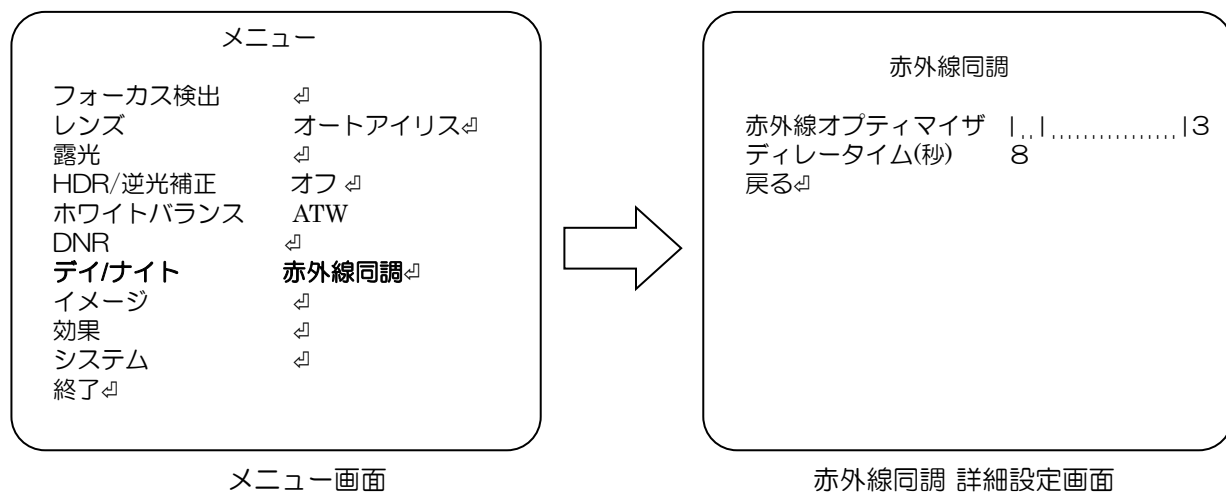 メニュー
フォーカス検出 ⏎
レンズ オートアイリス⏎
露光 ⏎
HDR/逆光補正 オフ⏎
ホワイトバランス ATW
DNR ⏎
デイ/ナイト 赤外線同調⏎
イメージ ⏎
効果 ⏎
システム ⏎
終了⏎
メニュー画面
赤外線同調
赤外線オプティマイザ |..|................|3
ディレータイム(秒) 8
戻る⏎
赤外線同調 詳細設定画面